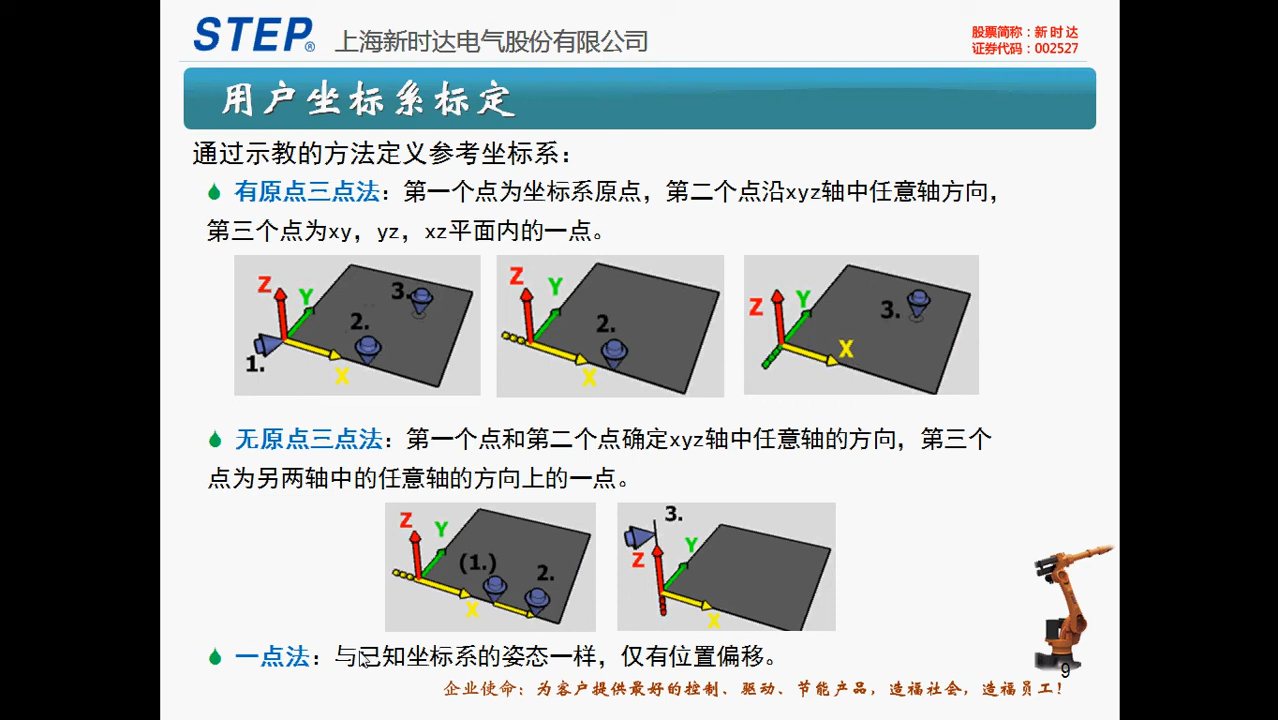 STEP® 上海新时达电气股份有限公司
股票简称：新时达
证券代码：002527
用户坐标系标定
通过示教的方法定义参考坐标系：
有原点三点法：第一个点为坐标系原点，第二个点沿xyz轴中任意轴方向，
第三个点为xy，yz，xz平面内的一点。
Z Y 3. 2. 1. X
Z Y 2. X
Z Y 3. X
无原点三点法：第一个点和第二个点确定xyz轴中任意轴的方向，第三个
点为另两轴中的任意轴的方向上的一点。
Z Y (1.) 2. X
3. Z Y X
一点法：与已知坐标系的姿态一样，仅有位置偏移。
9
企业使命：为客户提供最好的控制、驱动、节能产品，造福社会，造福员工！